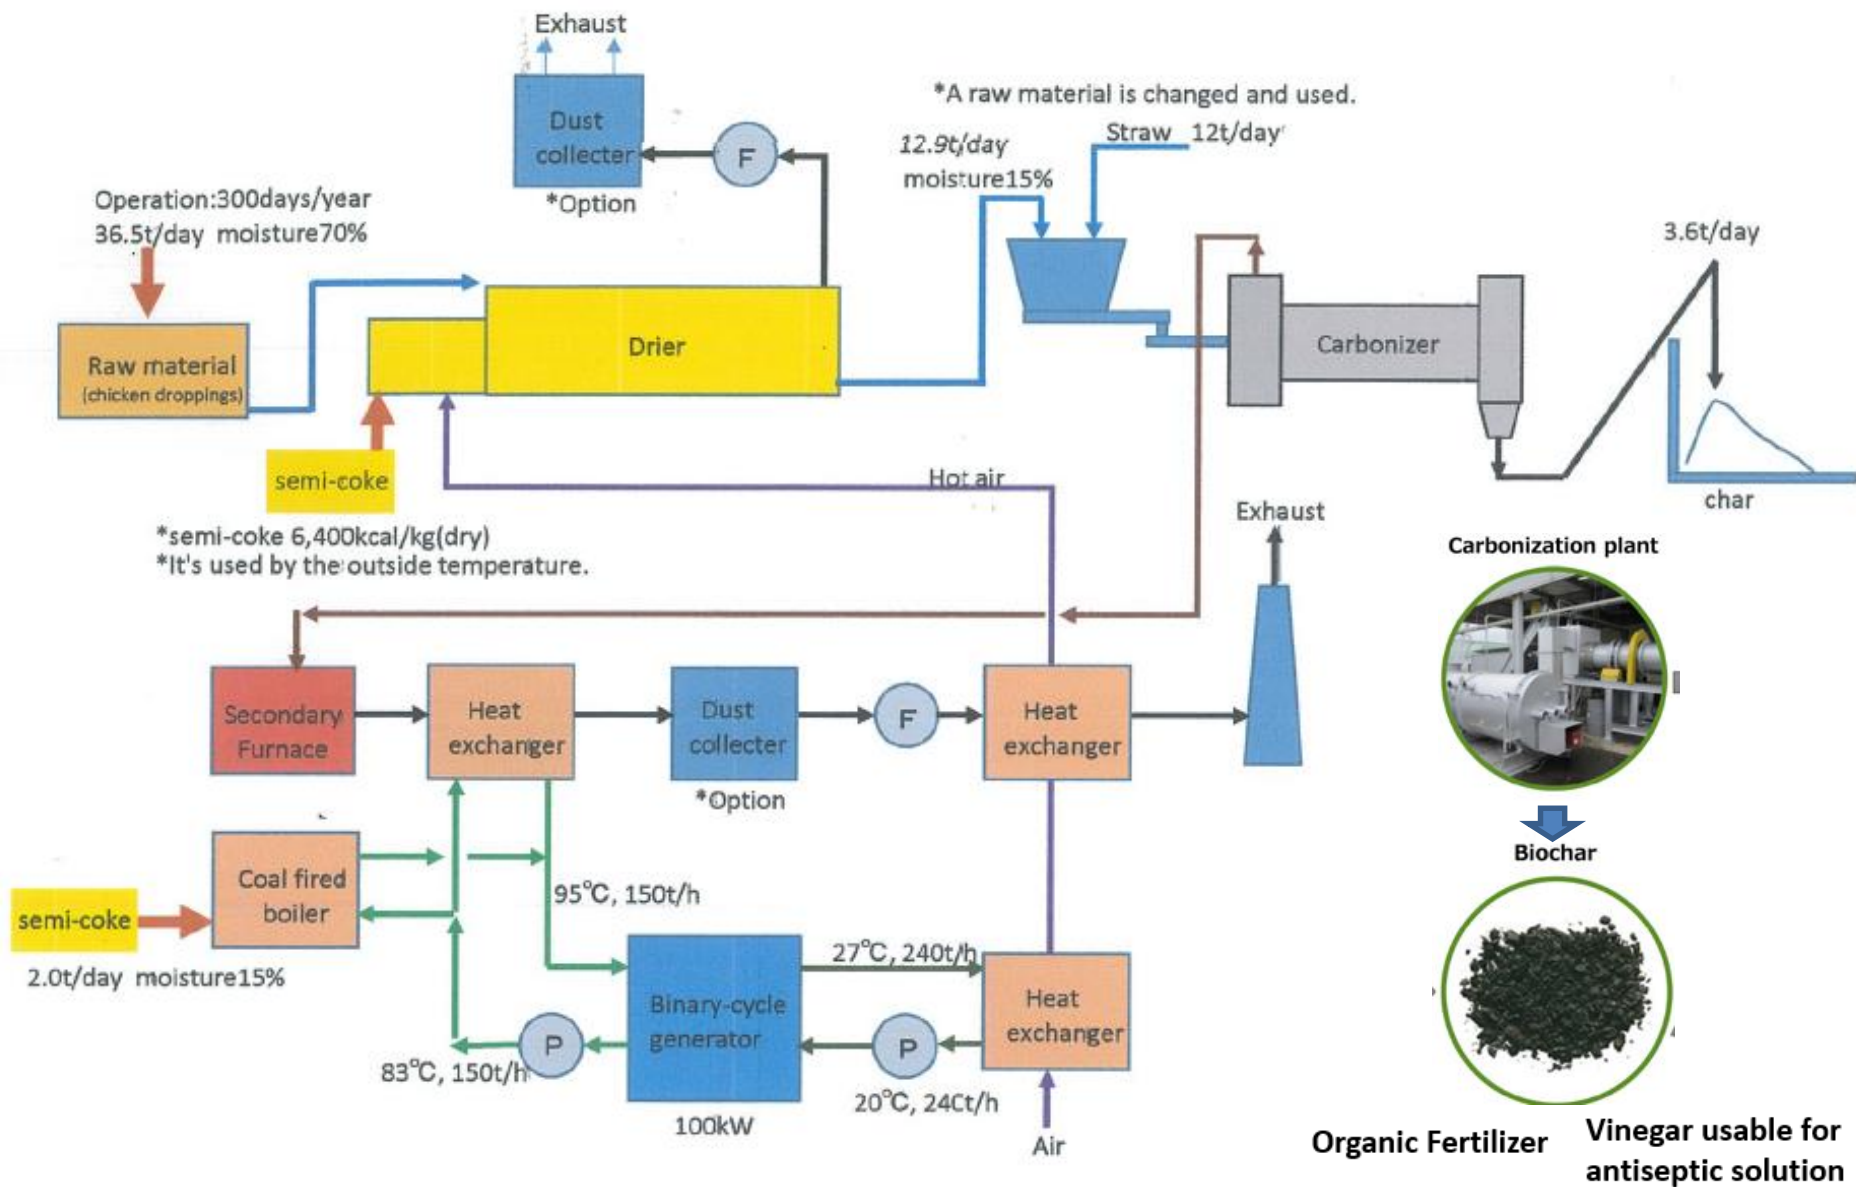 Exhaust
Dust
collecter
F
*Option
*A raw material is changed and used.
Straw 12t/day
12.9t/day
moisture15%
Operation:300days/year
36.5t/day moisture70%
3.6t/day
Raw material
(chicken droppings)
Drier
Carbonizer
semi-coke
Hot air
char
*semi-coke 6,400kcal/kg(dry)
*It's used by the outside temperature.
Exhaust
Carbonization plant
Secondary
Furnace
Heat
exchanger
Dust
collecter
F
Heat
exchanger
*Option
Coal fired
boiler
95℃, 150t/h
Biochar
semi-coke
2.0t/day moisture15%
27℃, 240t/h
Binary-cycle
generator
Heat
exchanger
P
P
83℃, 150t/h
20℃, 24Ct/h
100kW
Air
Organic Fertilizer
Vinegar usable for
antiseptic solution